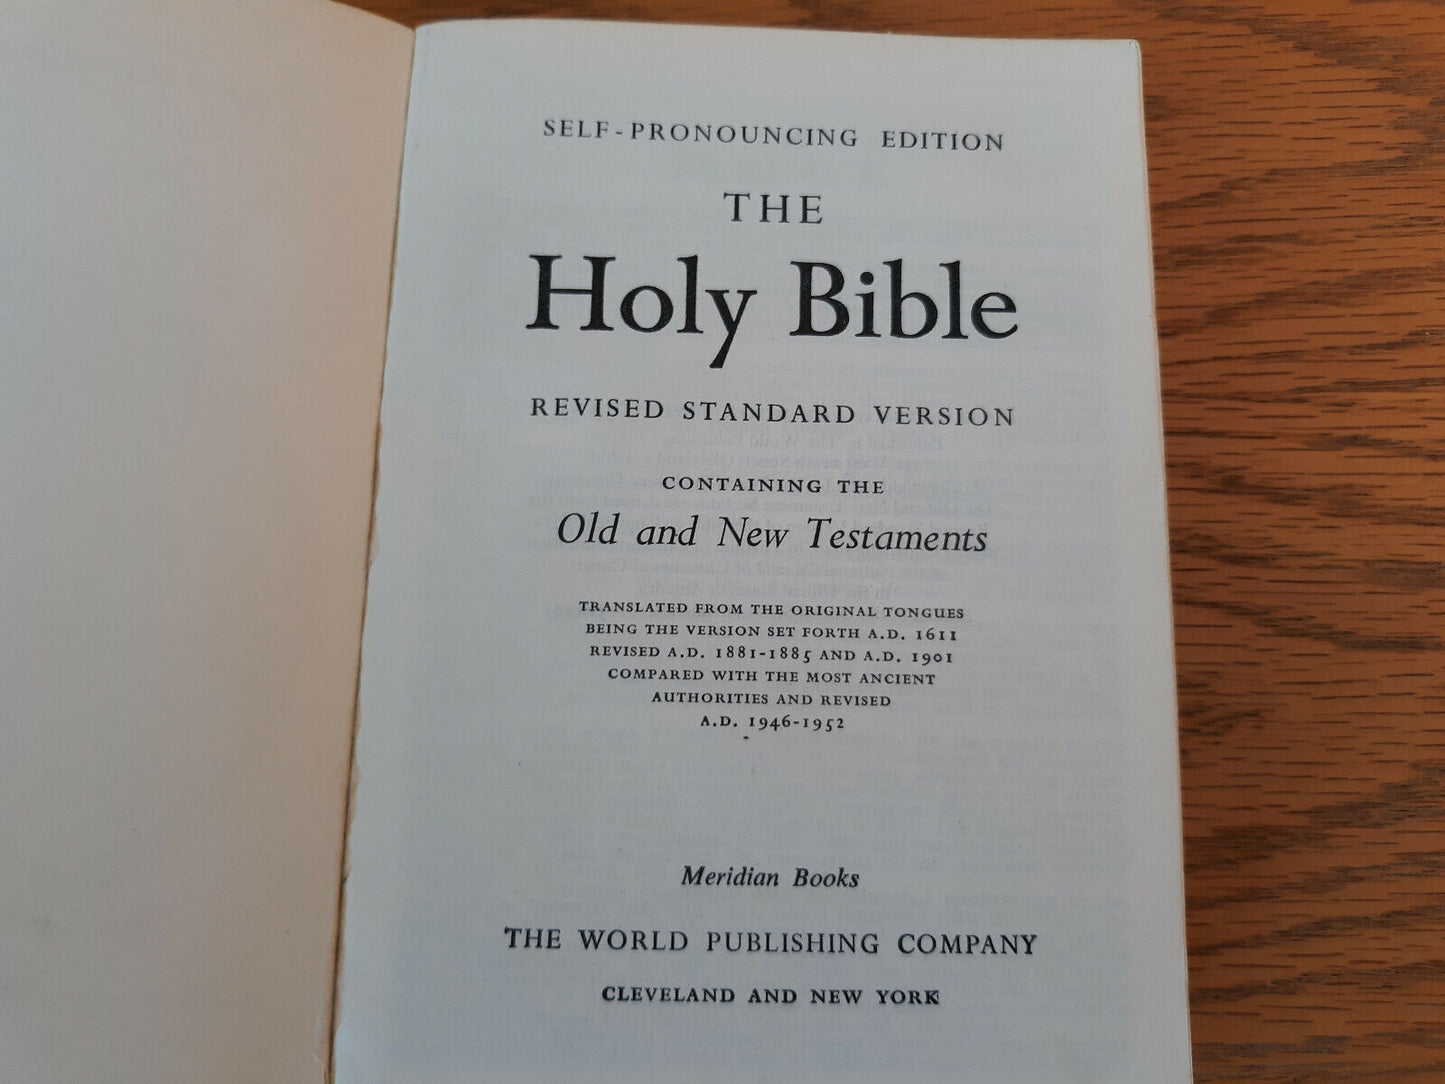 SELF-PRONOUNCING EDITION
THE
Holy Bible
REVISED STANDARD VERSION
CONTAINING THE
Old and New Testaments
TRANSLATED FROM THE ORIGINAL TONGUES
BEING THE VERSION SET FORTH A.D. 1611
REVISED A.D. 1881-1885 AND A.D. 1901
COMPARED WITH THE MOST ANCIENT
AUTHORITIES AND REVISED
A.D. 1946-1952
Meridian Books
THE WORLD PUBLISHING COMPANY
CLEVELAND AND NEW YORK